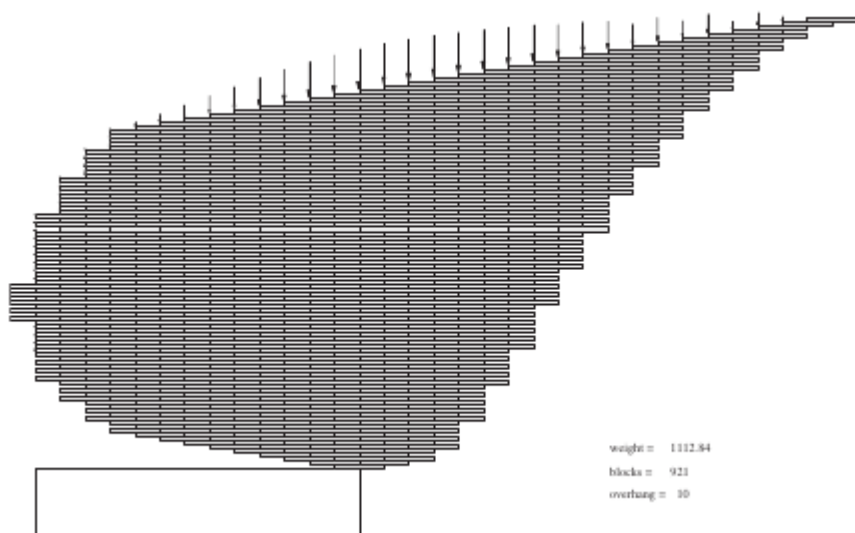 weight = 1112.84
blocks = 921
overhang = 10